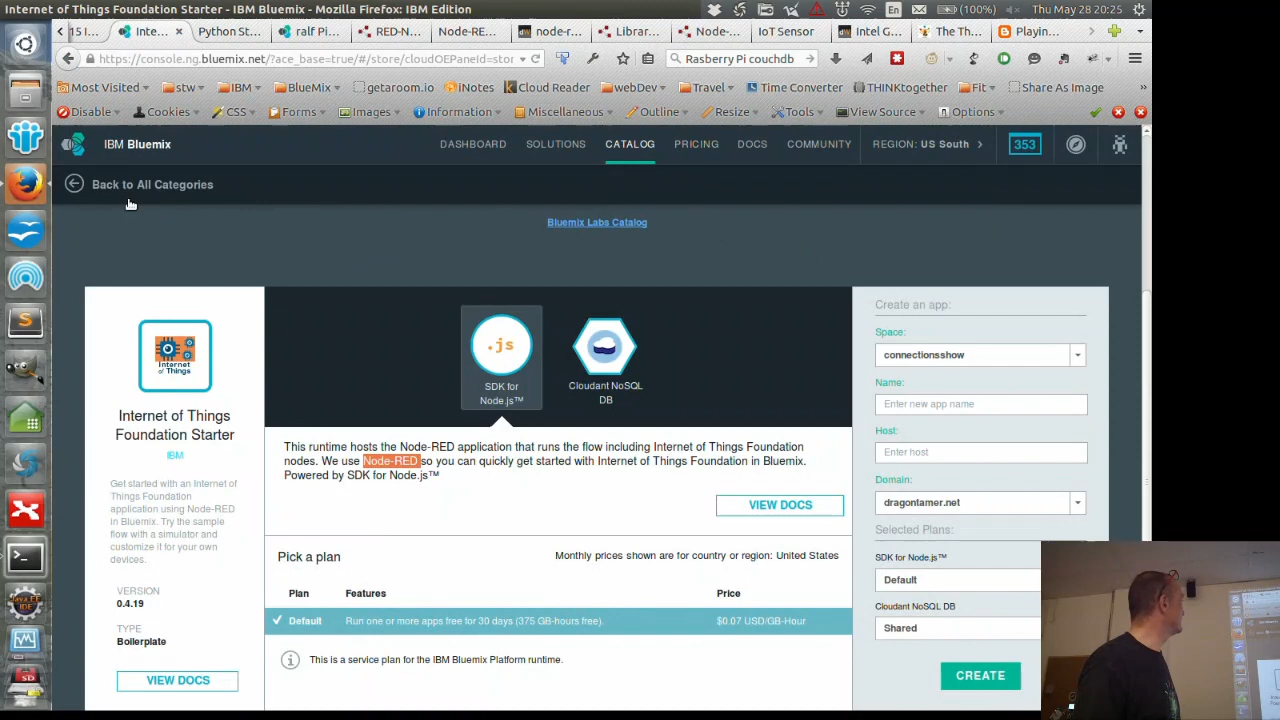 Internet of Things Foundation Starter - IBM Bluemix - Mozilla Firefox: IBM Edition
En
(100%)
Thu May 28 20:25
15 I...
Inte...
Python St...
ralf Pi...
RED-N...
Node-RE...
node-r...
Librar...
Node-...
IoT Sensor
Intel G...
The Th...
Playin...
https://console.ng.bluemix.net/?ace_base=true/#/store/cloudOEPaneId=stor
Rasberry Pi couchdb
Most Visited
stw
IBM
BlueMix
getaroom.io
iNotes
Cloud Reader
webDev
Travel
Time Converter
THINKtogether
Fit
Share As Image
Disable
Cookies
CSS
Forms
Images
Information
Miscellaneous
Outline
Resize
Tools
View Source
Options
IBM Bluemix
DASHBOARD
SOLUTIONS
CATALOG
PRICING
DOCS
COMMUNITY
REGION: US South
353
Back to All Categories
Bluemix Labs Catalog
Internet of Things
Internet of Things
Foundation Starter
IBM
Get started with an Internet of
Things Foundation
application using Node-RED
in Bluemix. Try the sample
flow with a simulator and
customize it for your own
devices.
VERSION
0.4.19
TYPE
Boilerplate
VIEW DOCS
.js
SDK for
Node.js™
Cloudant NoSQL
DB
This runtime hosts the Node-RED application that runs the flow including Internet of Things Foundation
nodes. We use Node-RED so you can quickly get started with Internet of Things Foundation in Bluemix.
Powered by SDK for Node.js™
VIEW DOCS
Pick a plan
Monthly prices shown are for country or region: United States
Plan
Features
Price
Default
Run one or more apps free for 30 days (375 GB-hours free).
$0.07 USD/GB-Hour
This is a service plan for the IBM Bluemix Platform runtime.
Create an app:
Space:
connectionsshow
Name:
Enter new app name
Host:
Enter host
Domain:
dragontamer.net
Selected Plans:
SDK for Node.js™
Default
Cloudant NoSQL DB
Shared
CREATE